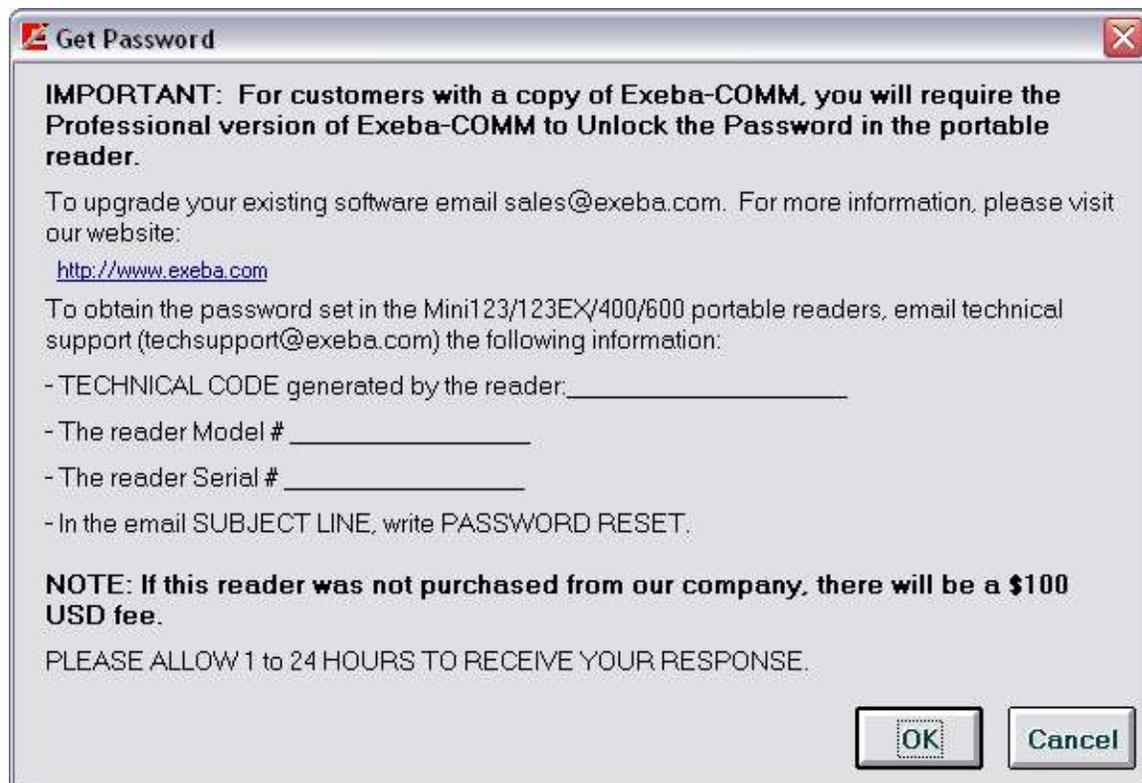 Get Password
IMPORTANT:  For customers with a copy of Exeba-COMM, you will require the
Professional version of Exeba-COMM to Unlock the Password in the portable
reader.
To upgrade your existing software email sales@exeba.com.  For more information, please visit
our website:
http://www.exeba.com
To obtain the password set in the Mini123/123EX/400/600 portable readers, email technical
support (techsupport@exeba.com) the following information:
- TECHNICAL CODE generated by the reader:____________________
- The reader Model # _________________
- The reader Serial # _________________
- In the email SUBJECT LINE, write PASSWORD RESET.
NOTE: If this reader was not purchased from our company, there will be a $100
USD fee.
PLEASE ALLOW 1 to 24 HOURS TO RECEIVE YOUR RESPONSE.
OK Cancel